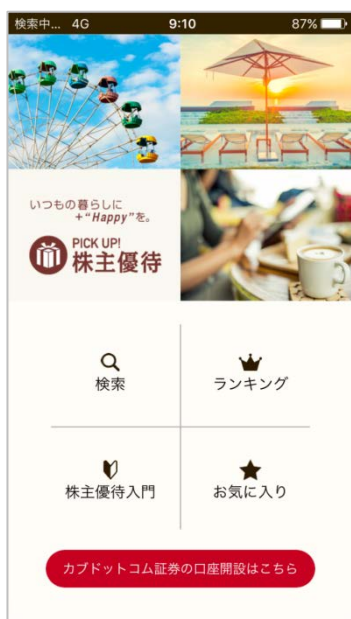 検索中... 4G 9:10 87%
いつもの暮らしに
+“Happy”を。
PICK UP!
株主優待
検索
ランキング
株主優待入門
お気に入り
カブドットコム証券の口座開設はこちら